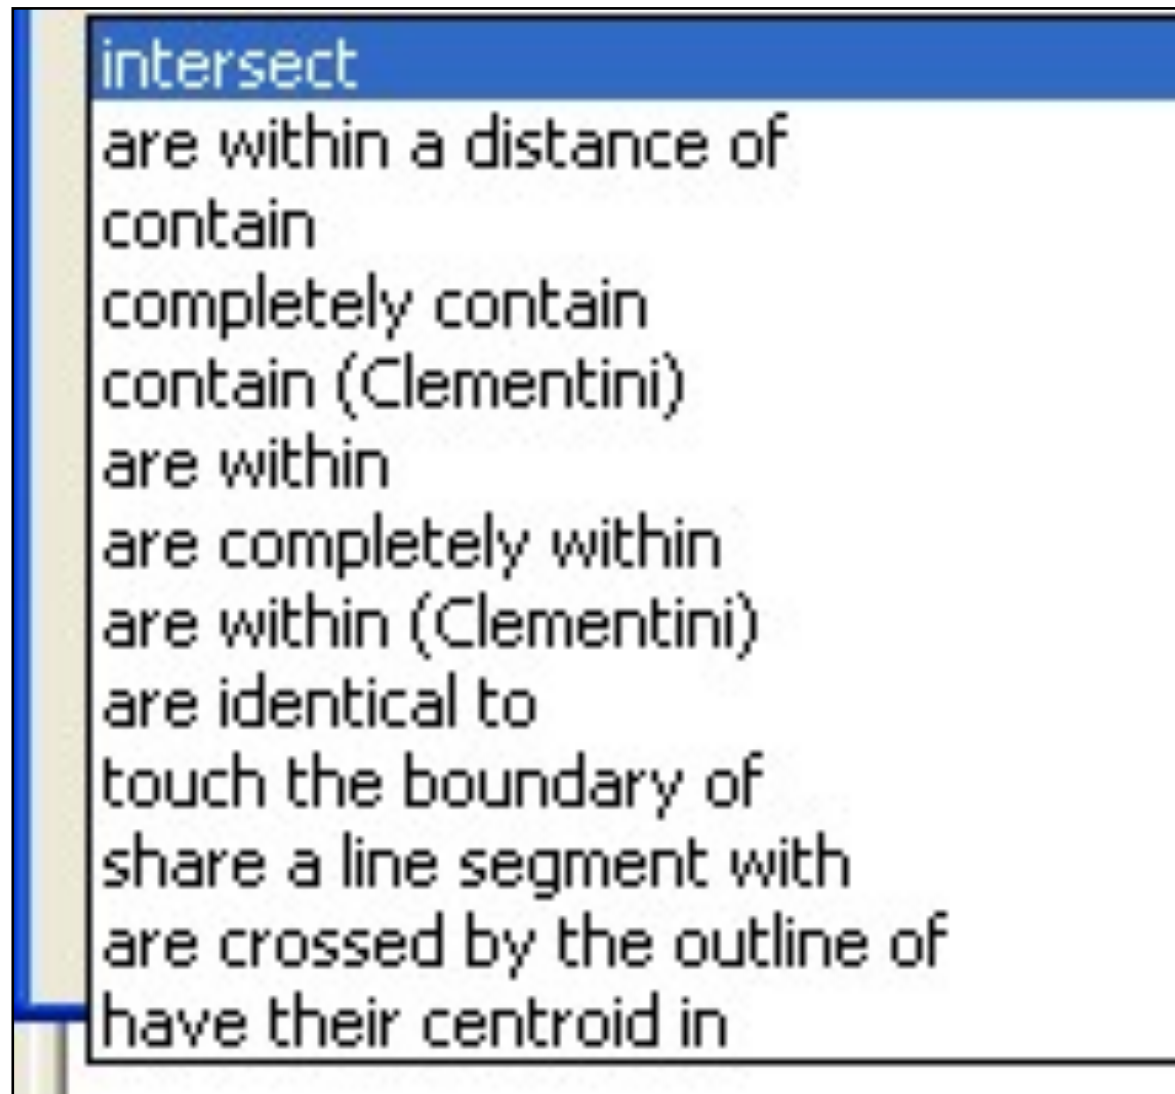 intersect
are within a distance of
contain
completely contain
contain (Clementini)
are within
are completely within
are within (Clementini)
are identical to
touch the boundary of
share a line segment with
are crossed by the outline of
have their centroid in